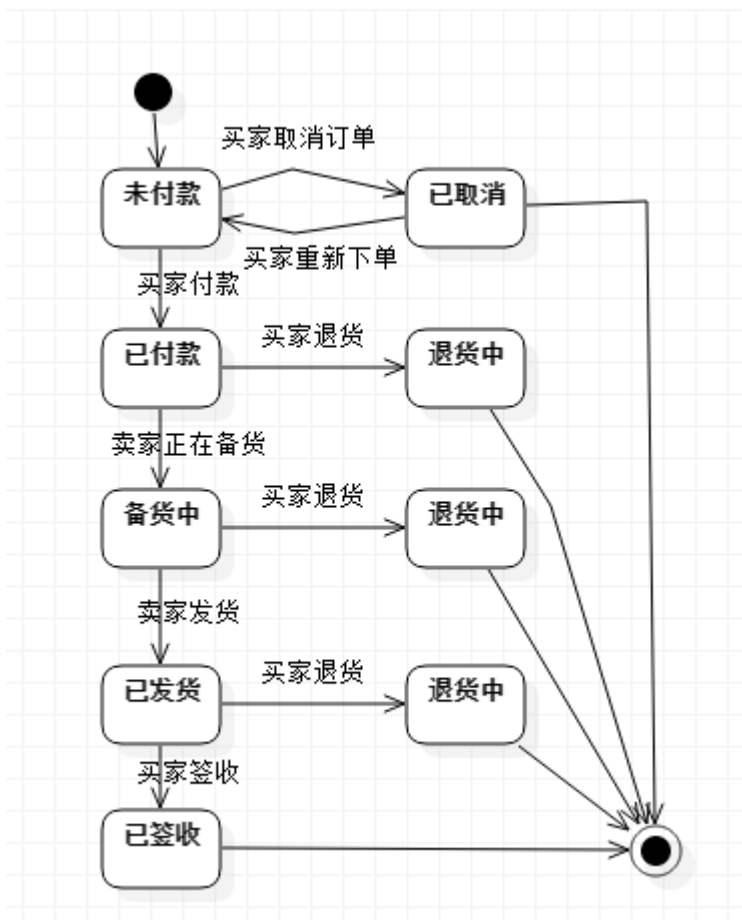 买家取消订单
未付款
已取消
买家重新下单
买家付款
买家退货
已付款
退货中
卖家正在备货
买家退货
备货中
退货中
卖家发货
买家退货
已发货
退货中
买家签收
已签收